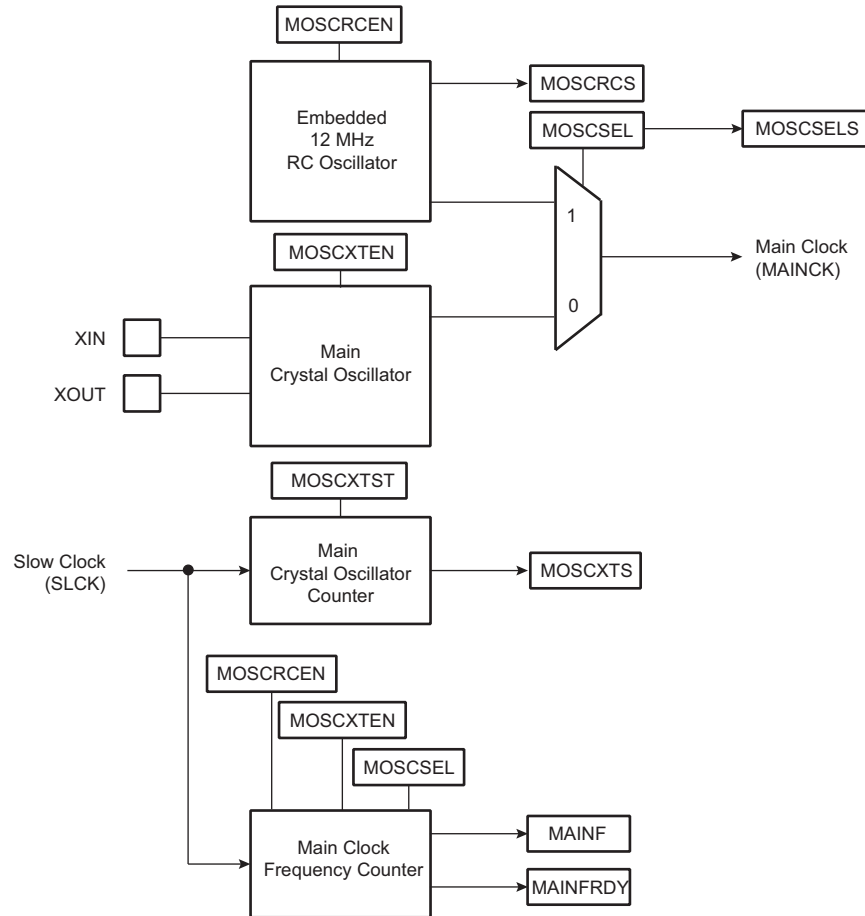 MOSCRCEN
Embedded
12 MHz
RC Oscillator
MOSCRCS
MOSCSEL
MOSCSELS
1
0
Main Clock
(MAINCK)
MOSCXTEN
XIN
XOUT
Main
Crystal Oscillator
MOSCXTST
Slow Clock
(SLCK)
Main
Crystal Oscillator
Counter
MOSCXTS
MOSCRCEN
MOSCXTEN
MOSCSEL
Main Clock
Frequency Counter
MAINF
MAINFRDY